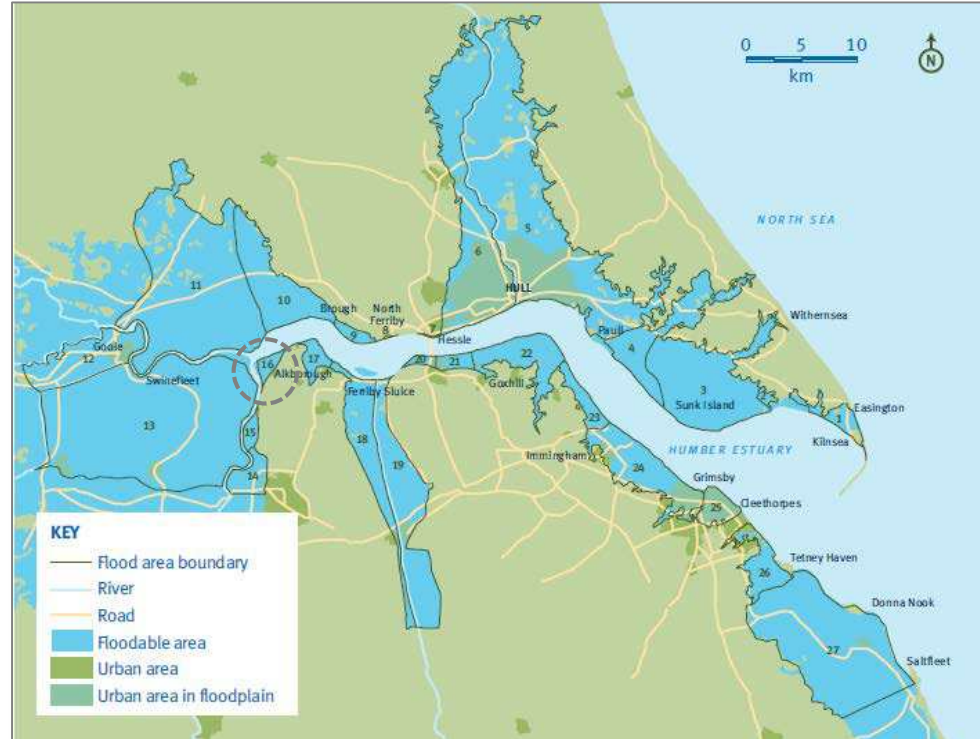 0 5 10
km
N
NORTH SEA
5
6
HULL
11
10
Brough
North
Ferriby
8
9
7
Hessle
Withernsea
Paull
4
Goole
12
Swinefleet
16
Alkborough
17
20
21
22
Ferriby Sluice
Goxhill
3
Sunk Island
Easington
1
Kilnsea
13
15
18
19
23
HUMBER ESTUARY
Immingham
24
14
Grimsby
25
Cleethorpes
Tetney Haven
26
Donna Nook
27
Saltfleet
KEY
Flood area boundary
River
Road
Floodable area
Urban area
Urban area in floodplain